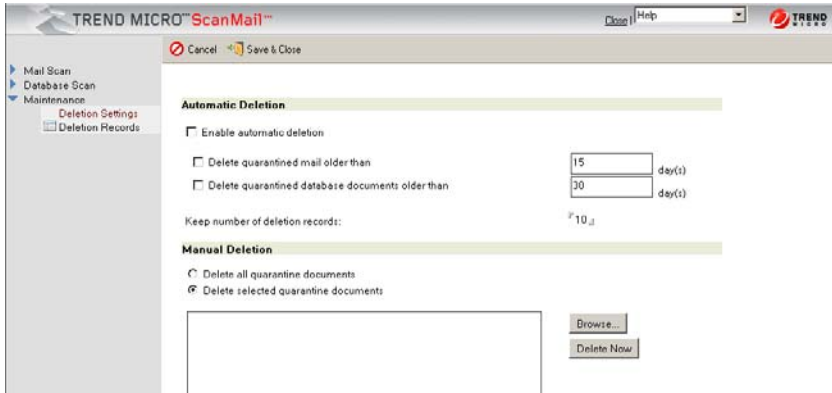 TREND MICRO™ ScanMail™
Close | Help
TREND MICRO
Cancel Save & Close
Mail Scan
Database Scan
Maintenance
Deletion Settings
Deletion Records
Automatic Deletion
Enable automatic deletion
Delete quarantined mail older than 15 day(s)
Delete quarantined database documents older than 30 day(s)
Keep number of deletion records: 10
Manual Deletion
Delete all quarantine documents
Delete selected quarantine documents
Browse...
Delete Now